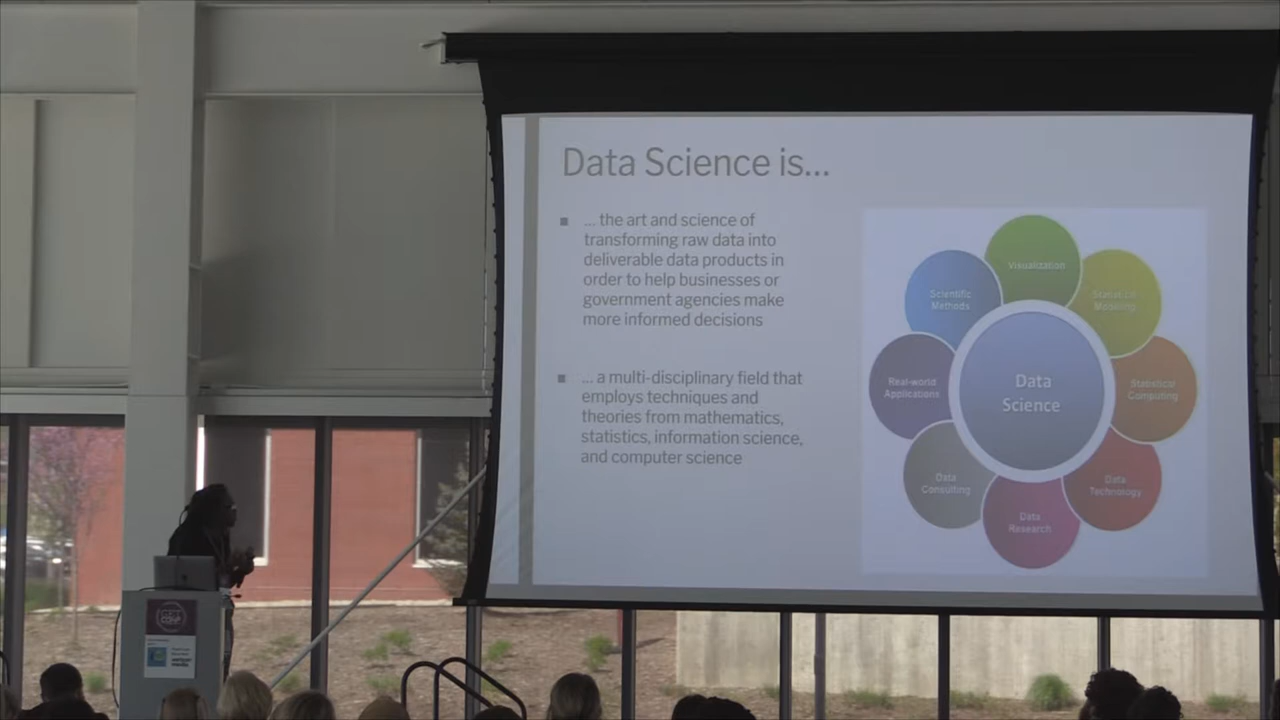 Data Science is...
... the art and science of
transforming raw data into
deliverable data products in
order to help businesses or
government agencies make
more informed decisions
... a multi-disciplinary field that
employs techniques and
theories from mathematics,
statistics, information science,
and computer science
Visualization
Statistical
Modeling
Statistical
Computing
Data
Technology
Data
Research
Data
Consulting
Real-world
Applications
Scientific
Methods
Data
Science